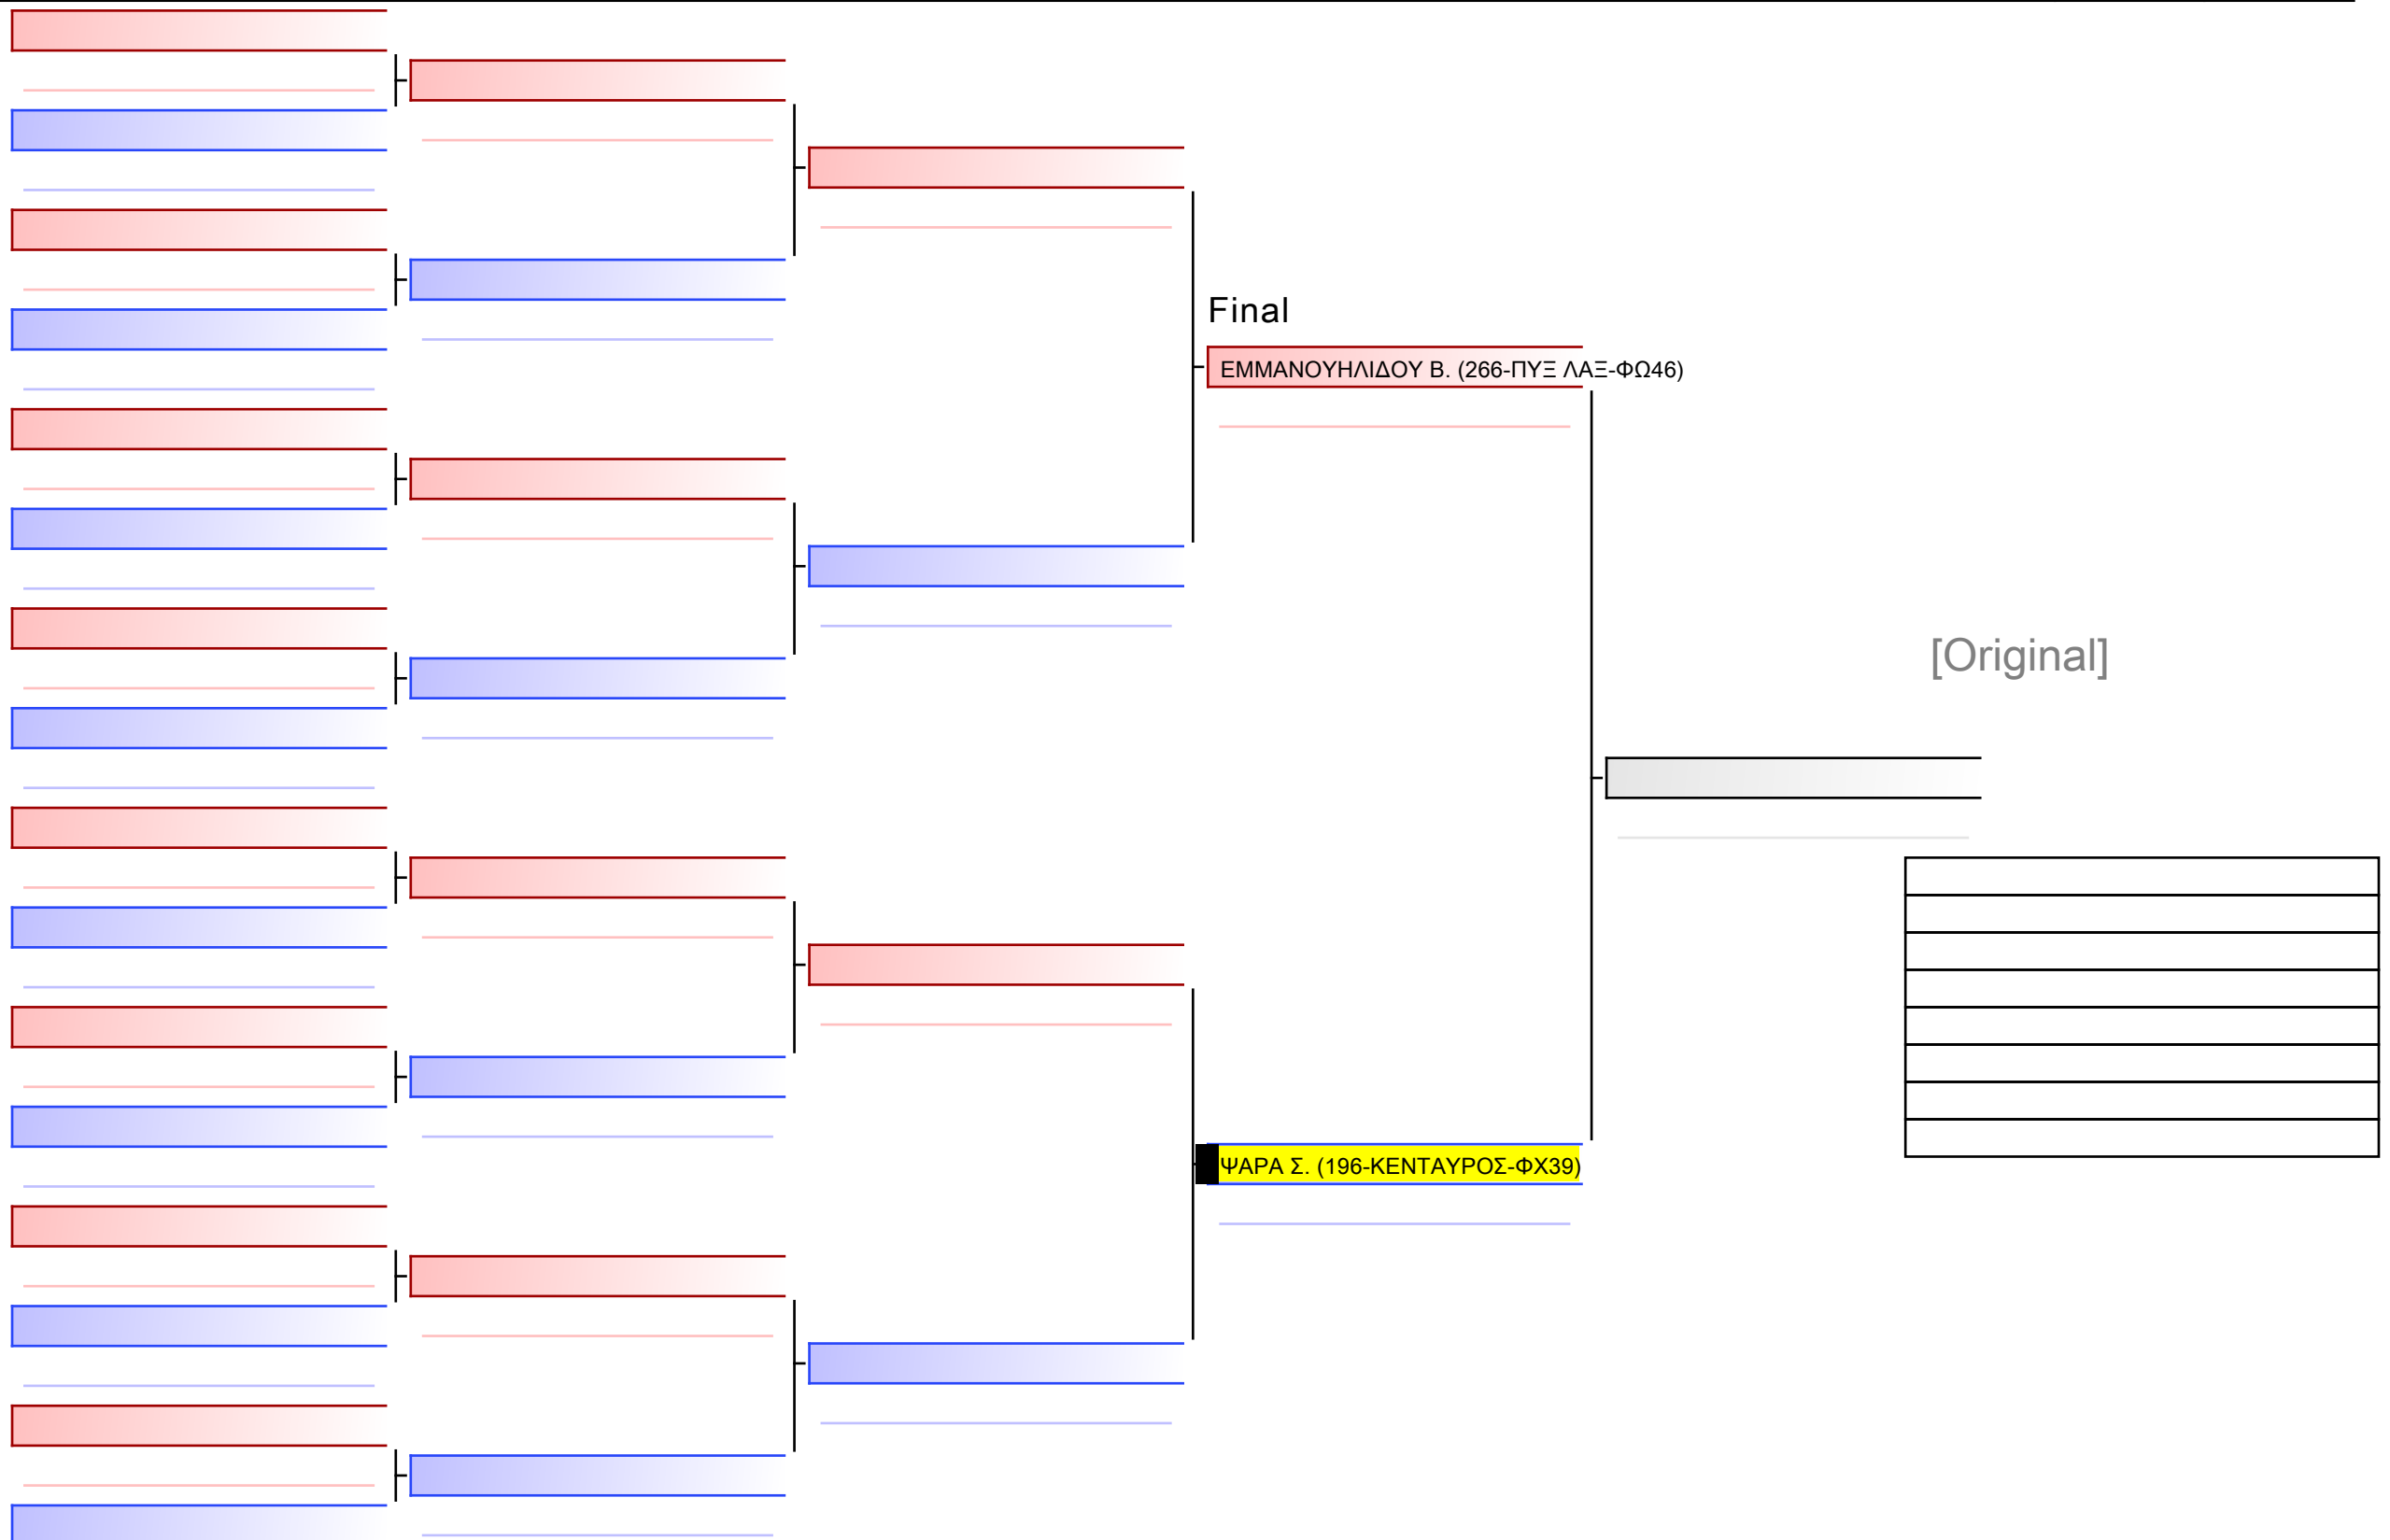 Final
ΕΜΜΑΝΟΥΗΛΙΔΟΥ Β. (266-ΠΥΞ ΛΑΞ-ΦΩ46)
[Original]
ΨΑΡΑ Σ. (196-ΚΕΝΤΑΥΡΟΣ-ΦΧ39)